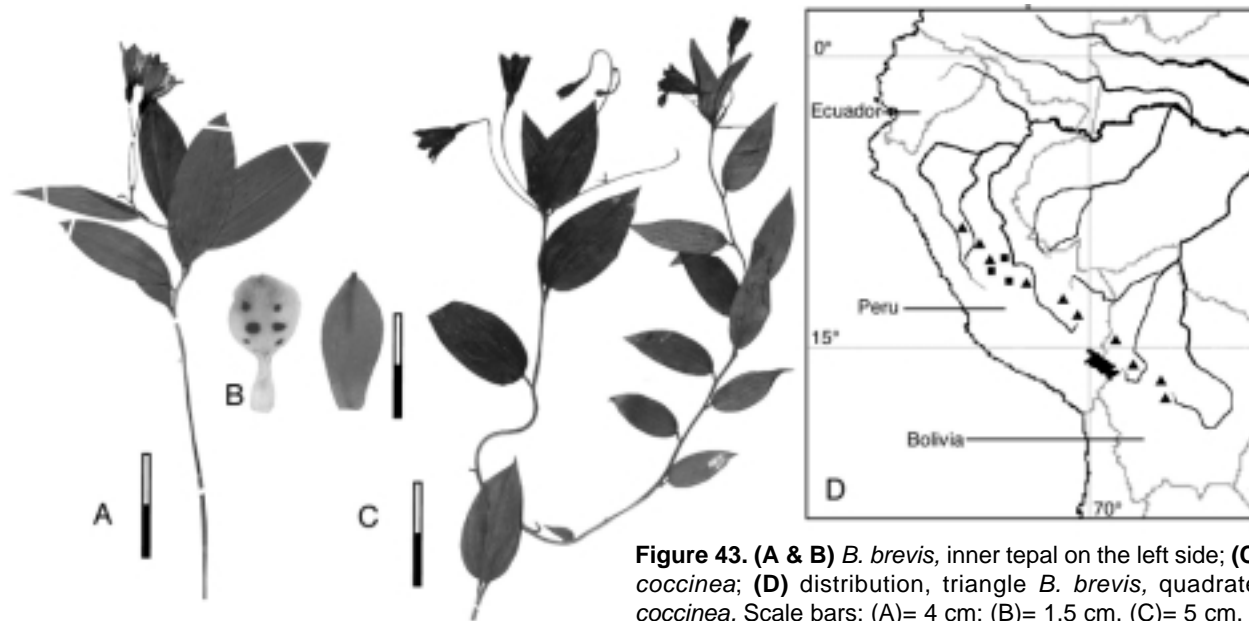 A
B
C
0°
Ecuador
Peru
15°
Bolivia
D
70°
Figure 43. (A & B) B. brevis, inner tepal on the left side; (C
coccinea; (D) distribution, triangle B. brevis, quadrate
coccinea. Scale bars: (A)= 4 cm; (B)= 1.5 cm, (C)= 5 cm.